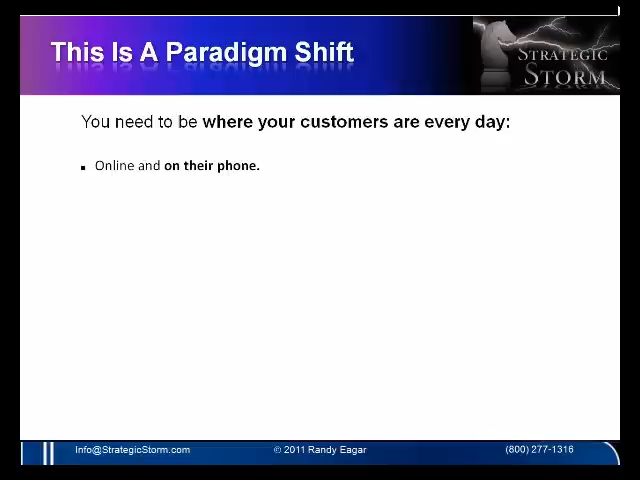 This Is A Paradigm Shift
STRATEGIC
STORM
You need to be where your customers are every day:
▪ Online and on their phone.
Info@StrategicStorm.com
© 2011 Randy Eagar
(800) 277-1316